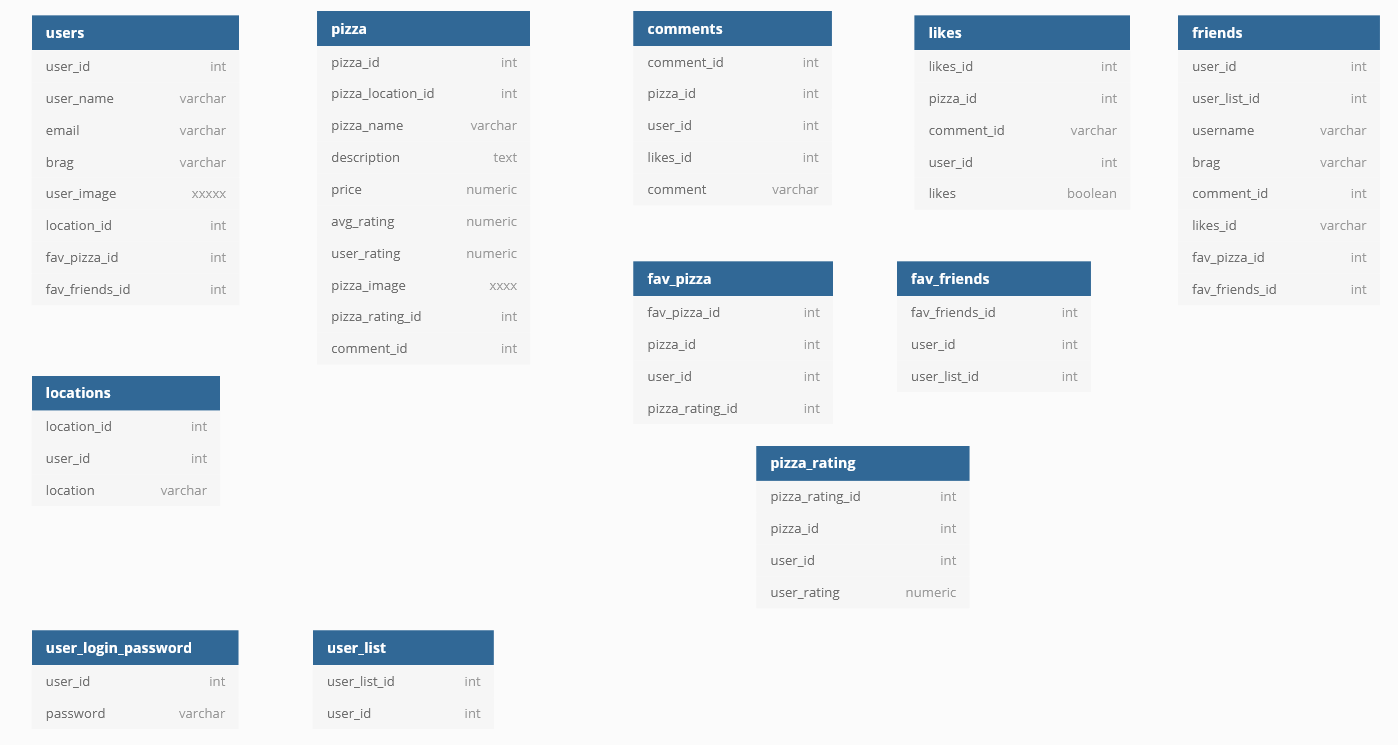 users
user_id int
user_name varchar
email varchar
brag varchar
user_image xxxxx
location_id int
fav_pizza_id int
fav_friends_id int
pizza
pizza_id int
pizza_location_id int
pizza_name varchar
description text
price numeric
avg_rating numeric
user_rating numeric
pizza_image xxxx
pizza_rating_id int
comment_id int
comments
comment_id int
pizza_id int
user_id int
likes_id int
comment varchar
likes
likes_id int
pizza_id int
comment_id varchar
user_id int
likes boolean
friends
user_id int
user_list_id int
username varchar
brag varchar
comment_id int
likes_id varchar
fav_pizza_id int
fav_friends_id int
fav_pizza
fav_pizza_id int
pizza_id int
user_id int
pizza_rating_id int
fav_friends
fav_friends_id int
user_id int
user_list_id int
locations
location_id int
user_id int
location varchar
pizza_rating
pizza_rating_id int
pizza_id int
user_id int
user_rating numeric
user_login_password
user_id int
password varchar
user_list
user_list_id int
user_id int